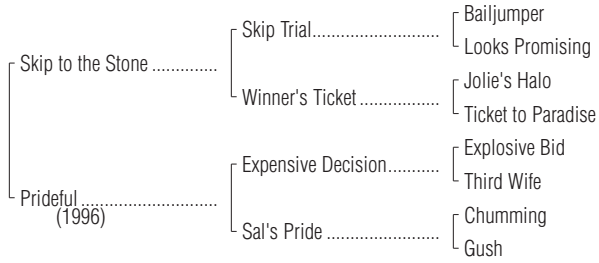 Bailjumper
Skip Trial..............................
Looks Promising
Skip to the Stone ...............
Jolie's Halo
Winner's Ticket ...................
Ticket to Paradise
Explosive Bid
Expensive Decision............
Third Wife
Prideful ................................
(1996)
Chumming
Sal's Pride ..........................
Gush